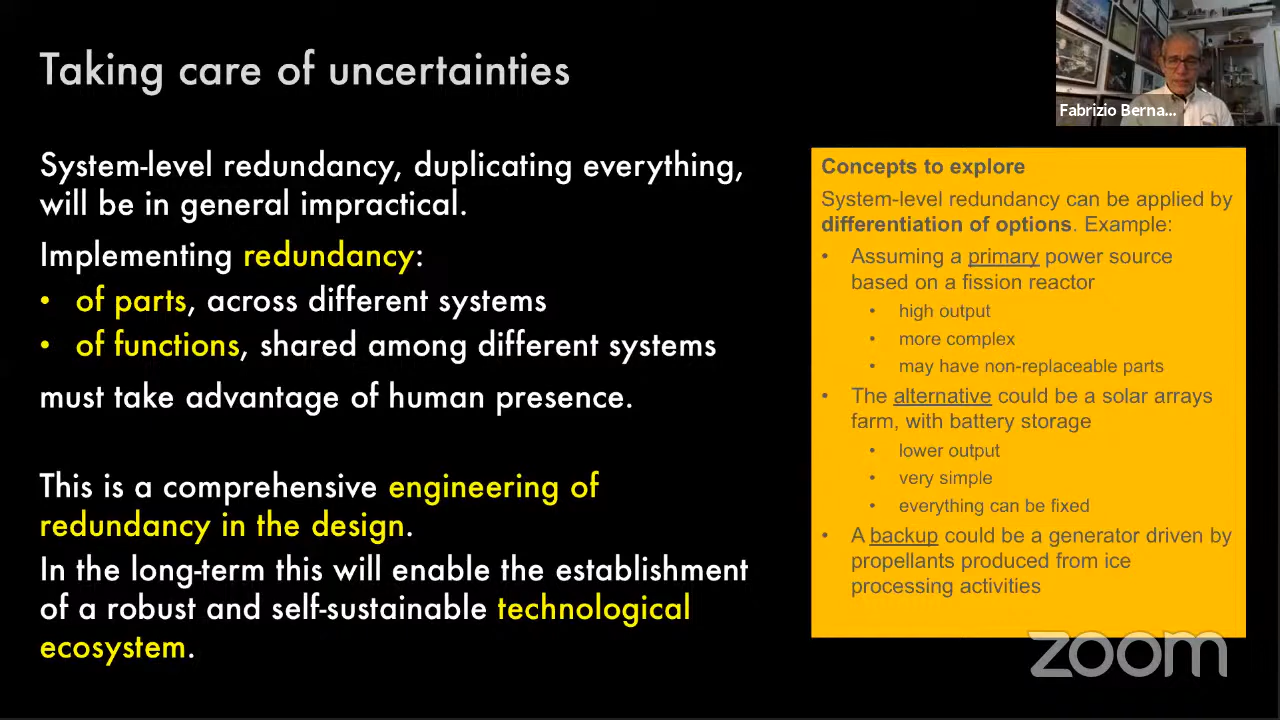 Taking care of uncertainties
Fabrizio Berna...
System-level redundancy, duplicating everything,
will be in general impractical.
Implementing redundancy:
• of parts, across different systems
• of functions, shared among different systems
must take advantage of human presence.
This is a comprehensive engineering of
redundancy in the design.
In the long-term this will enable the establishment
of a robust and self-sustainable technological
ecosystem.
Concepts to explore
System-level redundancy can be applied by
differentiation of options. Example:
• Assuming a primary power source
based on a fission reactor
• high output
• more complex
• may have non-replaceable parts
• The alternative could be a solar arrays
farm, with battery storage
• lower output
• very simple
• everything can be fixed
• A backup could be a generator driven by
propellants produced from ice
processing activities
zoom